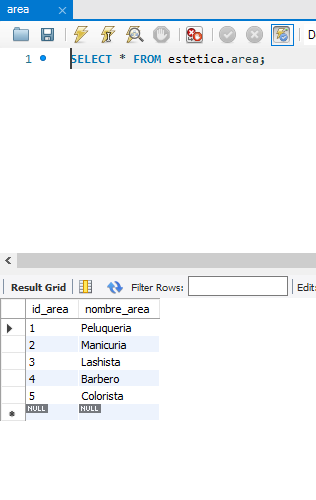 area
D
1 SELECT * FROM estetica.area;
Result Grid Filter Rows: Edit:
id_area nombre_area
1 Peluqueria
2 Manicuria
3 Lashista
4 Barbero
5 Colorista
NULL NULL